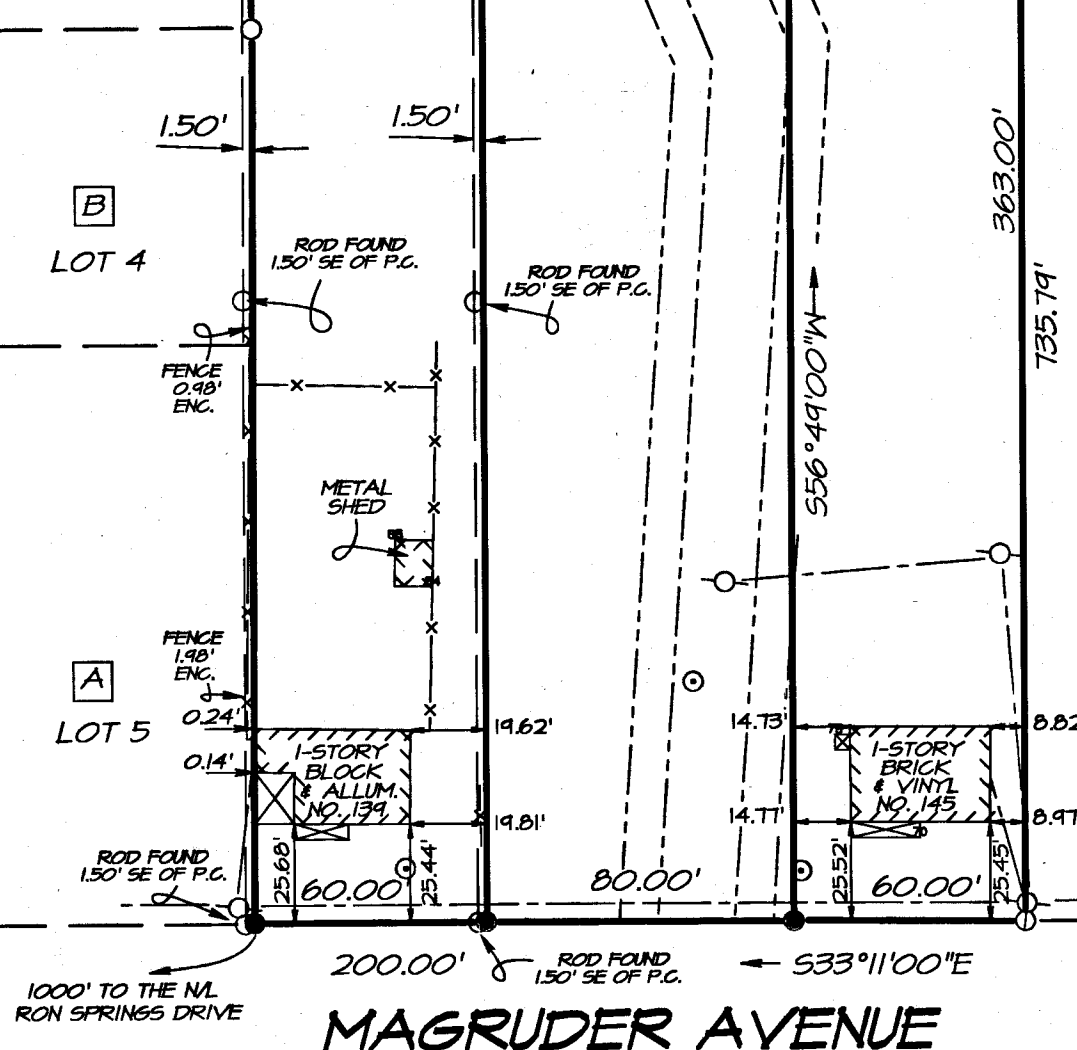 1.50'
1.50'
363.00'
735.79'
B
LOT 4
ROD FOUND
1.50' SE OF P.C.
ROD FOUND
1.50' SE OF P.C.
S56°49'00"W
FENCE
0.98'
ENC.
METAL
SHED
FENCE
1.98'
ENC.
A
LOT 5
0.24'
19.62'
14.73'
8.82
1-STORY
BLOCK
& ALLUM.
NO. 139
1-STORY
BRICK
& VINYL
NO. 145
0.14'
19.81'
14.77'
8.97
ROD FOUND
1.50' SE OF P.C.
25.68'
60.00'
25.44'
80.00'
25.52'
60.00'
25.45'
200.00'
ROD FOUND
1.50' SE OF P.C.
S33°11'00"E
1000' TO THE N/L
RON SPRINGS DRIVE
MAGRUDER AVENUE